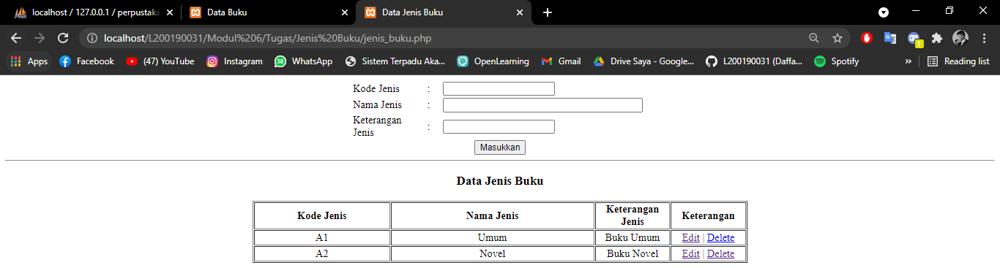 localhost / 127.0.0.1 / perpustaka
Data Buku
Data Jenis Buku
localhost/L200190031/Modul%206/Tugas/Jenis%20Buku/jenis_buku.php
Apps Facebook (47) YouTube Instagram 38 WhatsApp Sistem Terpadu Aka... OpenLearning Gmail Drive Saya - Google... L200190031 (Daffa... Spotify » Reading list
Kode Jenis :
Nama Jenis :
Keterangan
Jenis :
Masukkan
Data Jenis Buku
Kode Jenis Nama Jenis Keterangan Jenis Keterangan
A1 Umum Buku Umum Edit | Delete
A2 Novel Buku Novel Edit | Delete